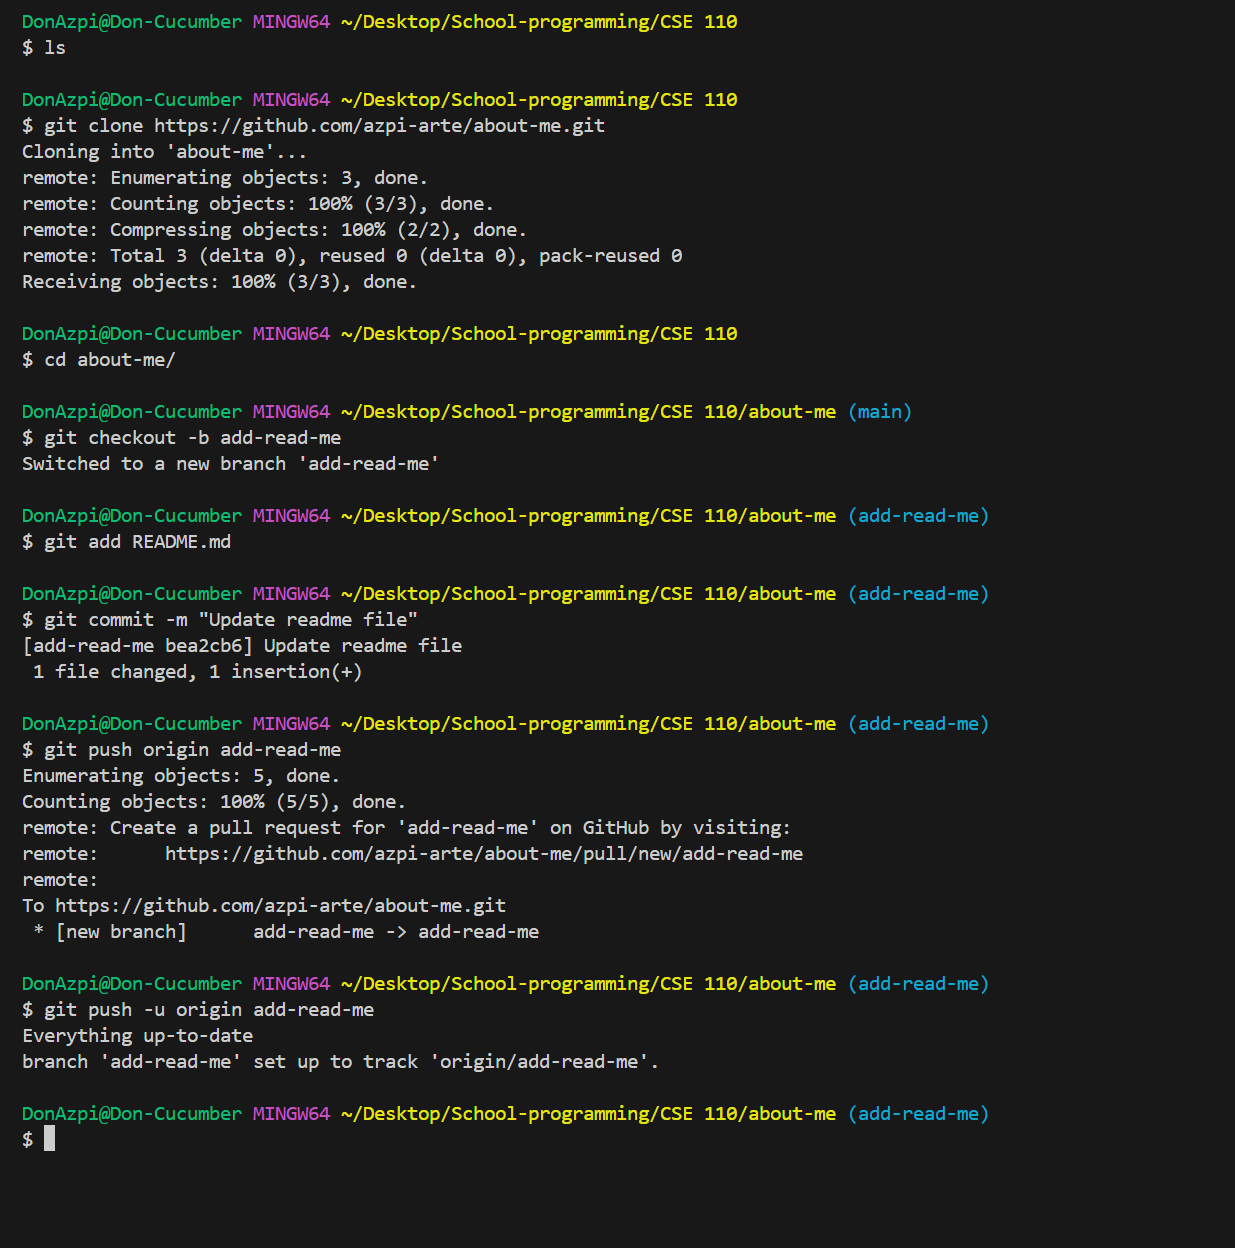 DonAzpi@Don-Cucumber MINGW64 ~/Desktop/School-programming/CSE 110
$ ls
DonAzpi@Don-Cucumber MINGW64 ~/Desktop/School-programming/CSE 110
$ git clone https://github.com/azpi-arte/about-me.git
Cloning into 'about-me'...
remote: Enumerating objects: 3, done.
remote: Counting objects: 100% (3/3), done.
remote: Compressing objects: 100% (2/2), done.
remote: Total 3 (delta 0), reused 0 (delta 0), pack-reused 0
Receiving objects: 100% (3/3), done.
DonAzpi@Don-Cucumber MINGW64 ~/Desktop/School-programming/CSE 110
$ cd about-me/
DonAzpi@Don-Cucumber MINGW64 ~/Desktop/School-programming/CSE 110/about-me (main)
$ git checkout -b add-read-me
Switched to a new branch 'add-read-me'
DonAzpi@Don-Cucumber MINGW64 ~/Desktop/School-programming/CSE 110/about-me (add-read-me)
$ git add README.md
DonAzpi@Don-Cucumber MINGW64 ~/Desktop/School-programming/CSE 110/about-me (add-read-me)
$ git commit -m "Update readme file"
[add-read-me bea2cb6] Update readme file
 1 file changed, 1 insertion(+)
DonAzpi@Don-Cucumber MINGW64 ~/Desktop/School-programming/CSE 110/about-me (add-read-me)
$ git push origin add-read-me
Enumerating objects: 5, done.
Counting objects: 100% (5/5), done.
remote: Create a pull request for 'add-read-me' on GitHub by visiting:
remote:      https://github.com/azpi-arte/about-me/pull/new/add-read-me
remote:
To https://github.com/azpi-arte/about-me.git
 * [new branch]      add-read-me -> add-read-me
DonAzpi@Don-Cucumber MINGW64 ~/Desktop/School-programming/CSE 110/about-me (add-read-me)
$ git push -u origin add-read-me
Everything up-to-date
branch 'add-read-me' set up to track 'origin/add-read-me'.
DonAzpi@Don-Cucumber MINGW64 ~/Desktop/School-programming/CSE 110/about-me (add-read-me)
$